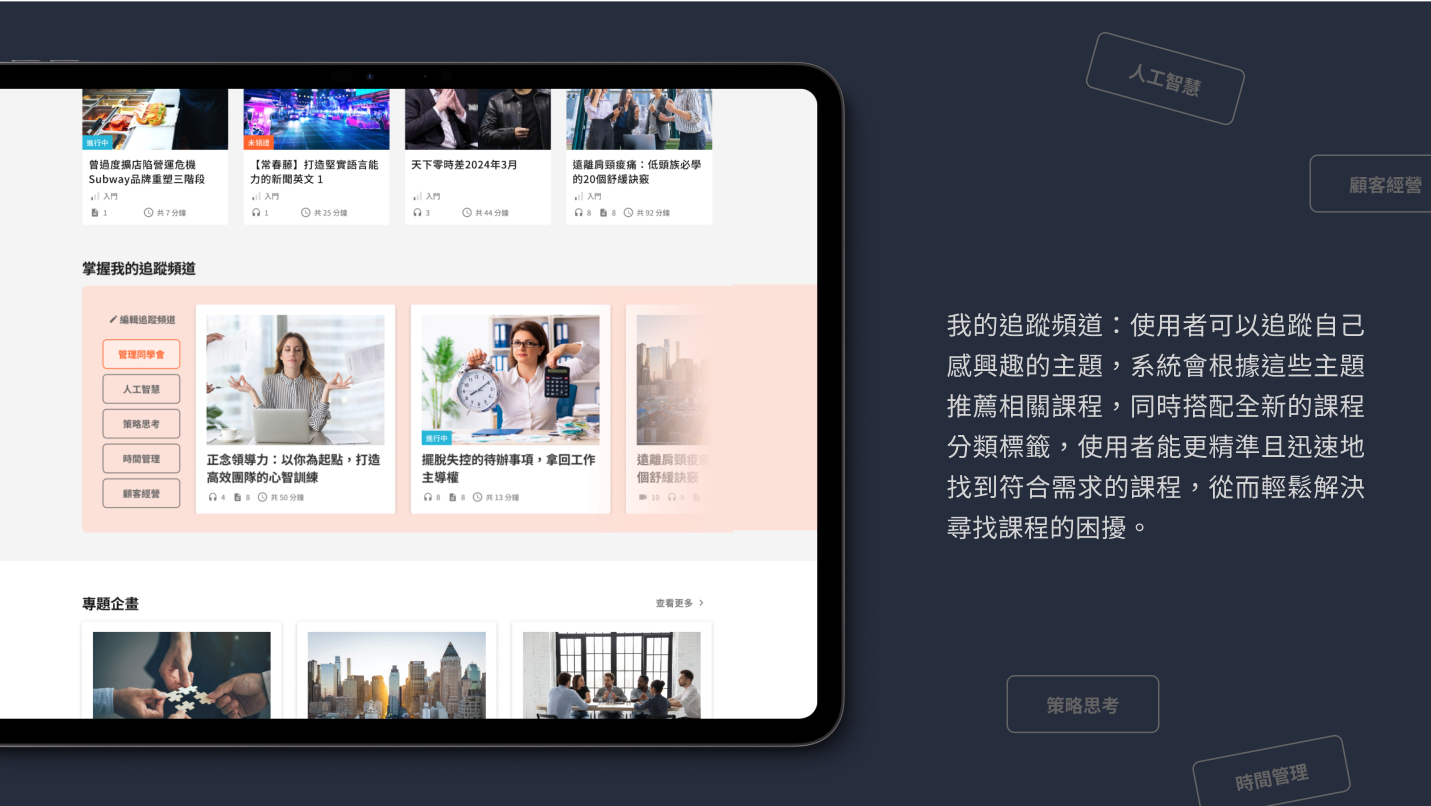 進行中
曾過度擴店陷營運危機
Subway品牌重塑三階段
入門
1
共 7 分鐘
未領證
【常春藤】打造堅實語言能
力的新聞英文 1
入門
1
共 25 分鐘
天下零時差2024年3月
入門
3
共 44 分鐘
遠離肩頸痠痛：低頭族必學
的20個舒緩訣竅
入門
8
8
共 92 分鐘
掌握我的追蹤頻道
編輯追蹤頻道
管理同學會
人工智慧
策略思考
時間管理
顧客經營
正念領導力：以你為起點，打造
高效團隊的心智訓練
4
8
共 50 分鐘
進行中
擺脫失控的待辦事項，拿回工作
主導權
8
8
共 13 分鐘
遠離肩頸痠
個舒緩訣竅
10
8
專題企畫
查看更多
人工智慧
顧客經營
我的追蹤頻道：使用者可以追蹤自己
感興趣的主題，系統會根據這些主題
推薦相關課程，同時搭配全新的課程
分類標籤，使用者能更精準且迅速地
找到符合需求的課程，從而輕鬆解決
尋找課程的困擾。
策略思考
時間管理